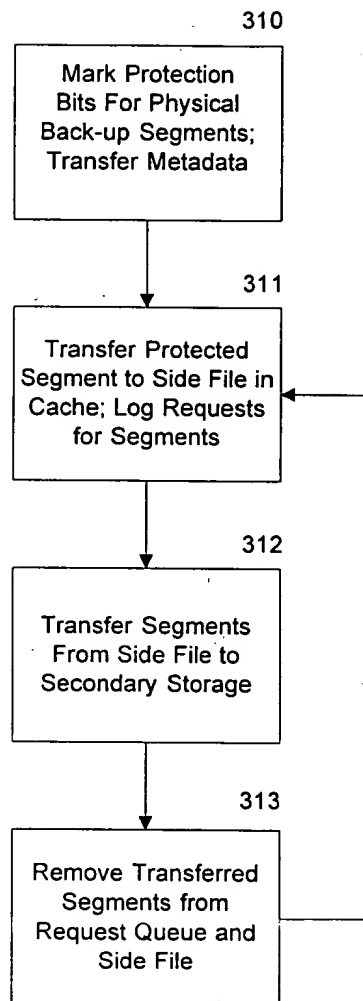 310
Mark Protection
Bits For Physical
Back-up Segments;
Transfer Metadata
311
Transfer Protected
Segment to Side File in
Cache; Log Requests
for Segments
312
Transfer Segments
From Side File to
Secondary Storage
313
Remove Transferred
Segments from
Request Queue and
Side File